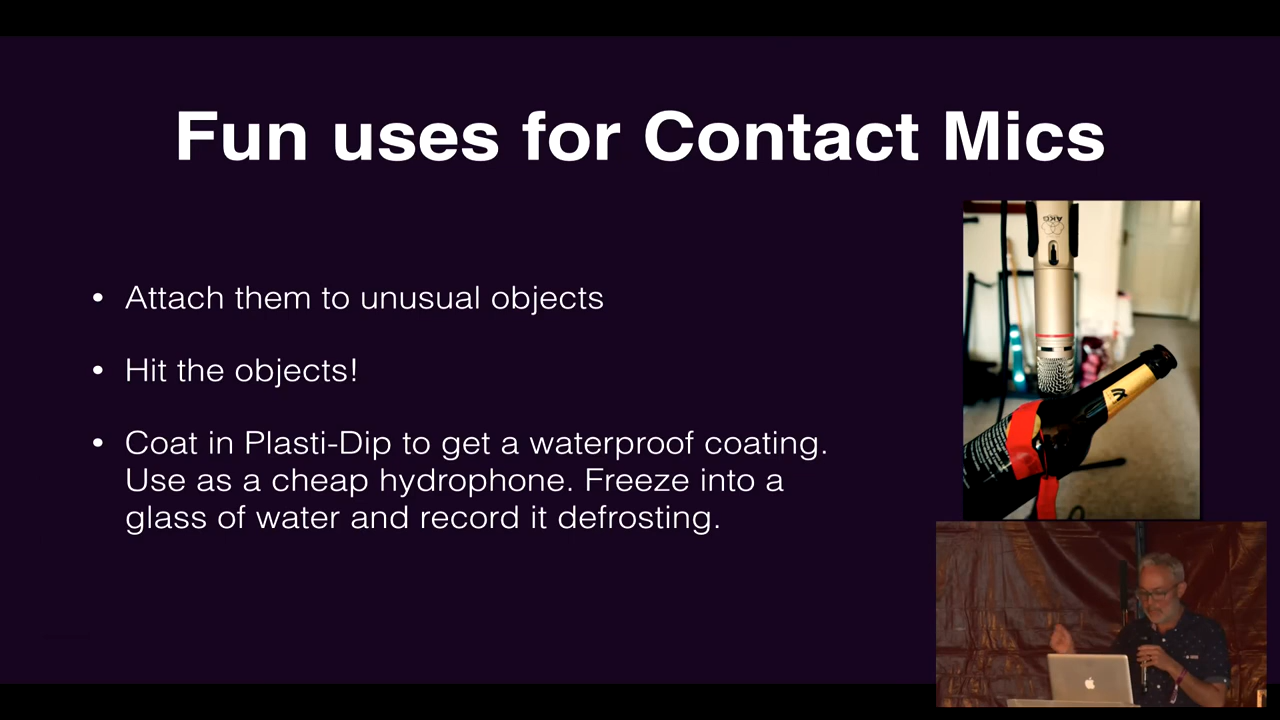 Fun uses for Contact Mics
AKG
• Attach them to unusual objects
• Hit the objects!
• Coat in Plasti-Dip to get a waterproof coating.
Use as a cheap hydrophone. Freeze into a
glass of water and record it defrosting.